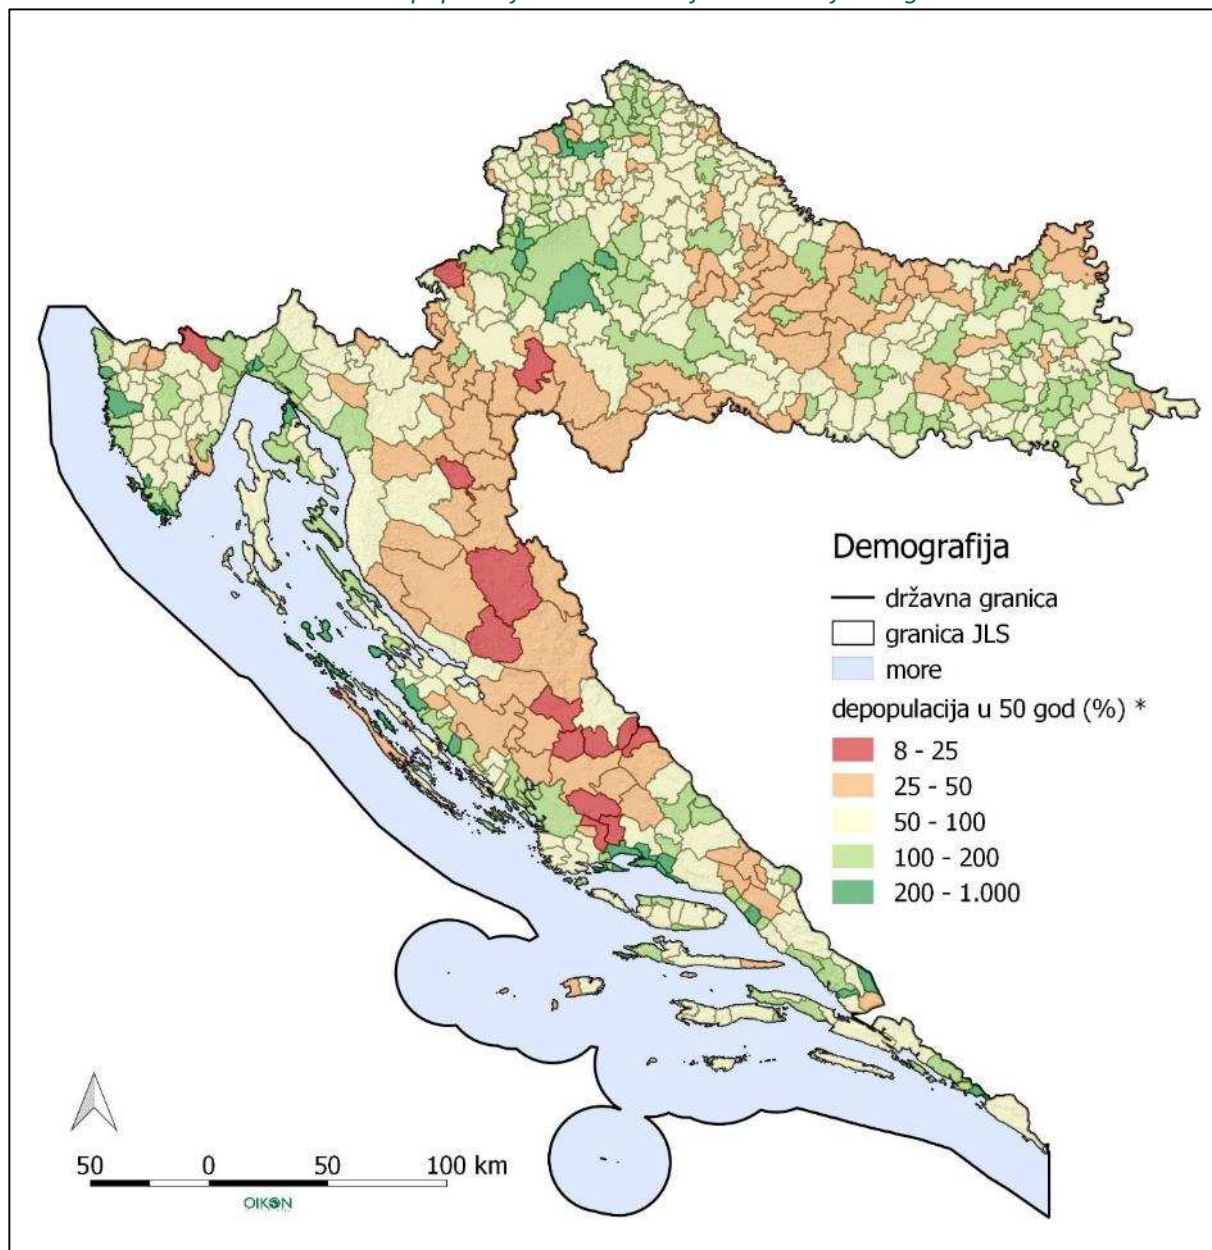 Demografija
državna granica
granica JLS
more
depopulacija u 50 god (%) *
8 - 25
25 - 50
50 - 100
100 - 200
200 - 1.000
50 0 50 100 km
OIKON